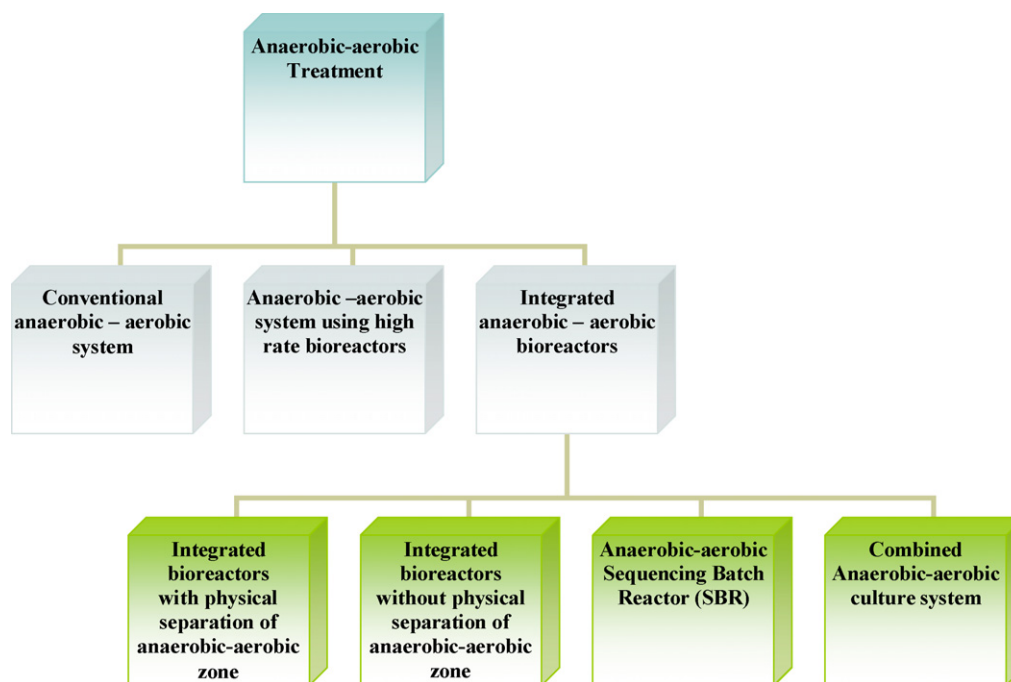 Anaerobic-aerobic
Treatment
Conventional
anaerobic – aerobic
system
Anaerobic –aerobic
system using high
rate bioreactors
Integrated
anaerobic – aerobic
bioreactors
Integrated
bioreactors
with physical
separation of
anaerobic-aerobic
zone
Integrated
bioreactors
without physical
separation of
anaerobic-aerobic
zone
Anaerobic-aerobic
Sequencing Batch
Reactor (SBR)
Combined
Anaerobic-aerobic
culture system